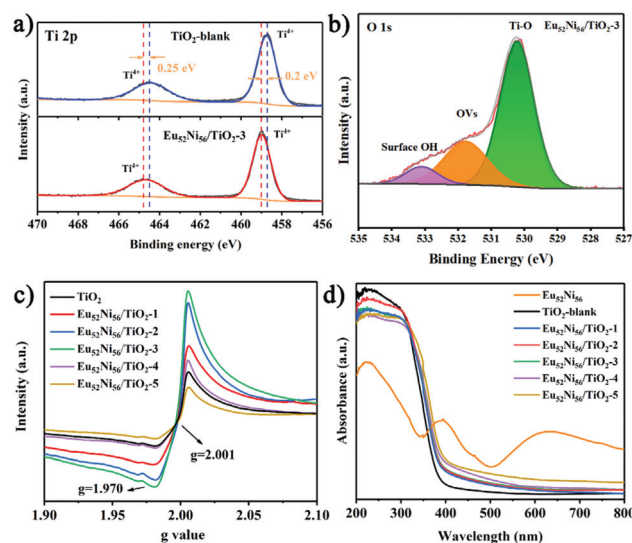 a)
Ti 2p
TiO₂-blank
Ti⁴⁺
0.25 eV
Ti⁴⁺
0.2 eV
Eu₅₂Ni₅₆/TiO₂-3
Ti⁴⁺
Ti⁴⁺
Intensity (a.u.)
470 468 466 464 462 460 458 456
Binding energy (eV)
b)
O 1s
Ti-O
Eu₅₂Ni₅₆/TiO₂-3
OVs
Surface OH
Intensity (a.u.)
535 534 533 532 531 530 529 528 527
Binding Energy (eV)
c)
TiO₂
Eu₅₂Ni₅₆/TiO₂-1
Eu₅₂Ni₅₆/TiO₂-2
Eu₅₂Ni₅₆/TiO₂-3
Eu₅₂Ni₅₆/TiO₂-4
Eu₅₂Ni₅₆/TiO₂-5
g=2.001
g=1.970
Intensity (a.u.)
1.90 1.95 2.00 2.05 2.10
g value
d)
Eu₅₂Ni₅₆
TiO₂-blank
Eu₅₂Ni₅₆/TiO₂-1
Eu₅₂Ni₅₆/TiO₂-2
Eu₅₂Ni₅₆/TiO₂-3
Eu₅₂Ni₅₆/TiO₂-4
Eu₅₂Ni₅₆/TiO₂-5
Absorbance (a.u.)
200 300 400 500 600 700 800
Wavelength (nm)